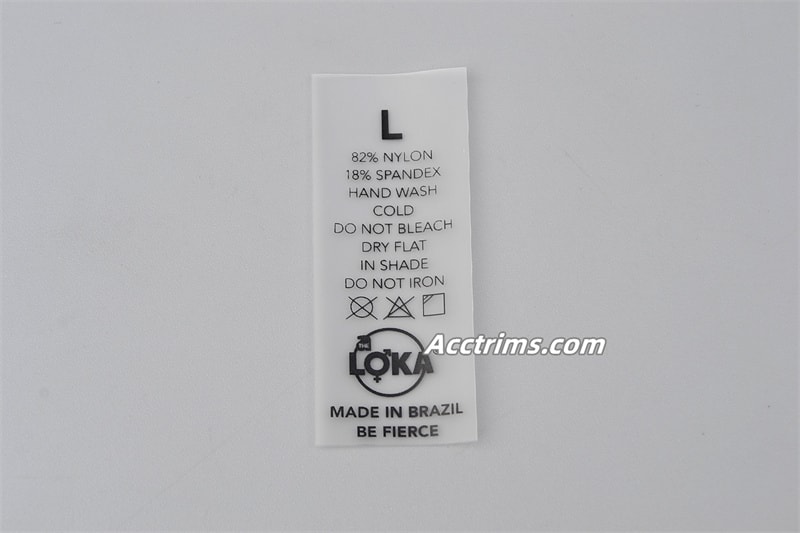 L
82% NYLON
18% SPANDEX
HAND WASH
COLD
DO NOT BLEACH
DRY FLAT
IN SHADE
DO NOT IRON
THE
LOKA
Acctrims.com
MADE IN BRAZIL
BE FIERCE